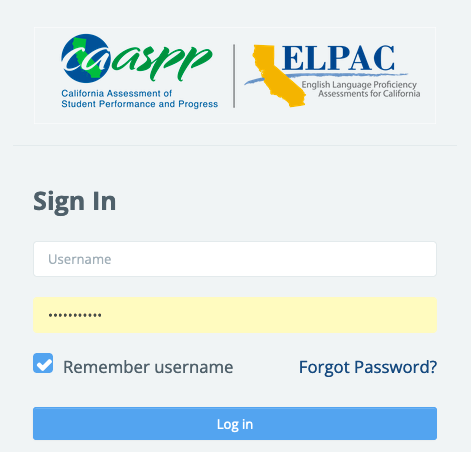 caaspp
California Assessment of
Student Performance and Progress
ELPAC
English Language Proficiency
Assessments for California
Sign In
Username
•••••••••••
Remember username
Forgot Password?
Log in